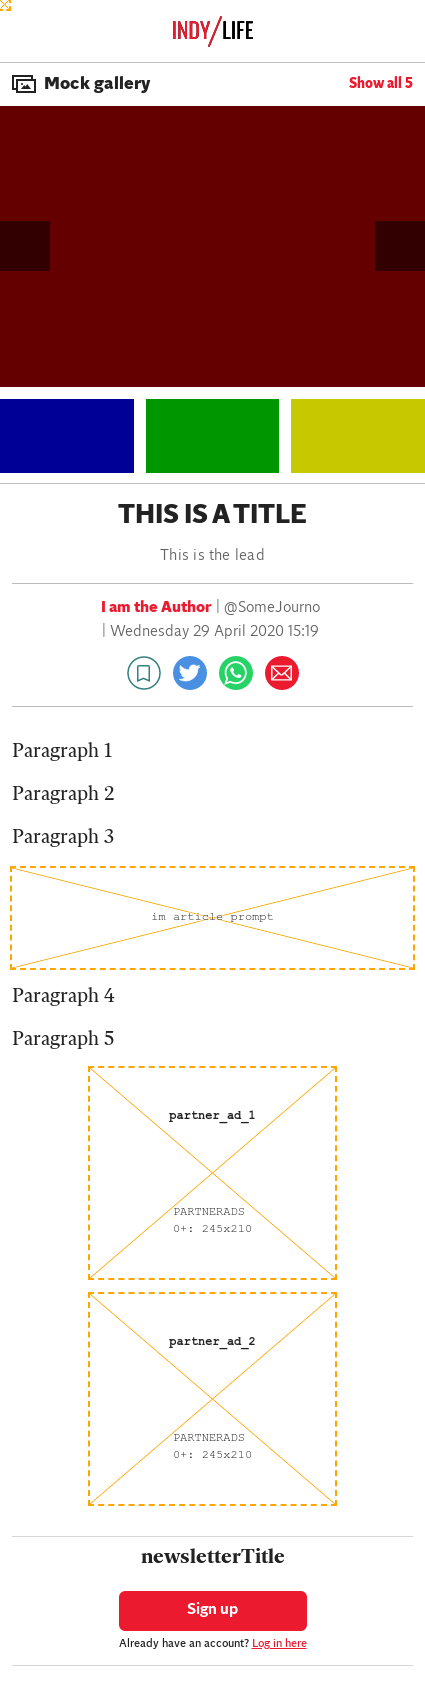 INDY/LIFE
Mock gallery
Show all 5
THIS IS A TITLE
This is the lead
I am the Author | @SomeJourno
| Wednesday 29 April 2020 15:19
Paragraph 1
Paragraph 2
Paragraph 3
im article prompt
Paragraph 4
Paragraph 5
partner_ad_1
PARTNERADS
0+: 245x210
partner_ad_2
PARTNERADS
0+: 245x210
newsletterTitle
Sign up
Already have an account? Log in here